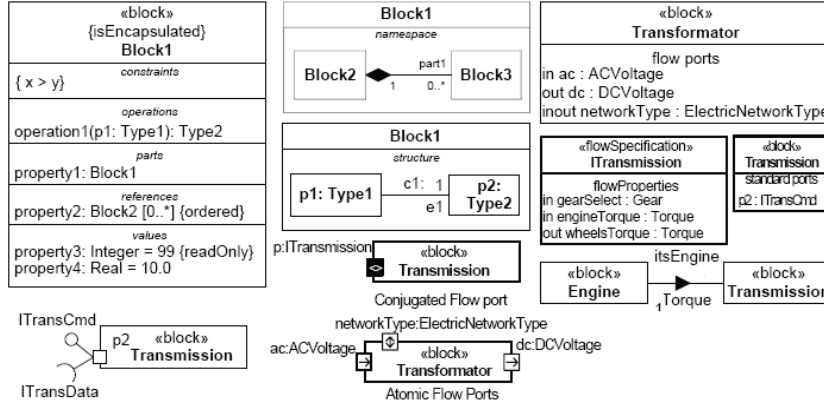 «block»
{isEncapsulated}
Block1
constraints
{ x > y}
operations
operation1(p1: Type1): Type2
parts
property1: Block1
references
property2: Block2 [0..*] {ordered}
values
property3: Integer = 99 {readOnly}
property4: Real = 10.0
Block1
namespace
Block2
1
part1
0..*
Block3
Block1
structure
p1: Type1
c1: 1
e1
p2:
Type2
«block»
Transformator
flow ports
in ac : ACVoltage
out dc : DCVoltage
inout networkType : ElectricNetworkType
«flowSpecification»
ITransmission
flowProperties
in gearSelect : Gear
in engineTorque : Torque
out wheelsTorque : Torque
«block»
Transmission
standard ports
p2 : ITransCmd
p:ITransmission
<>
«block»
Transmission
Conjugated Flow port
itsEngine
«block»
Engine
1
Torque
«block»
Transmission
ITransCmd
ITransData
p2
«block»
Transmission
networkType:ElectricNetworkType
ac:ACVoltage
dc:DCVoltage
«block»
Transformator
Atomic Flow Ports